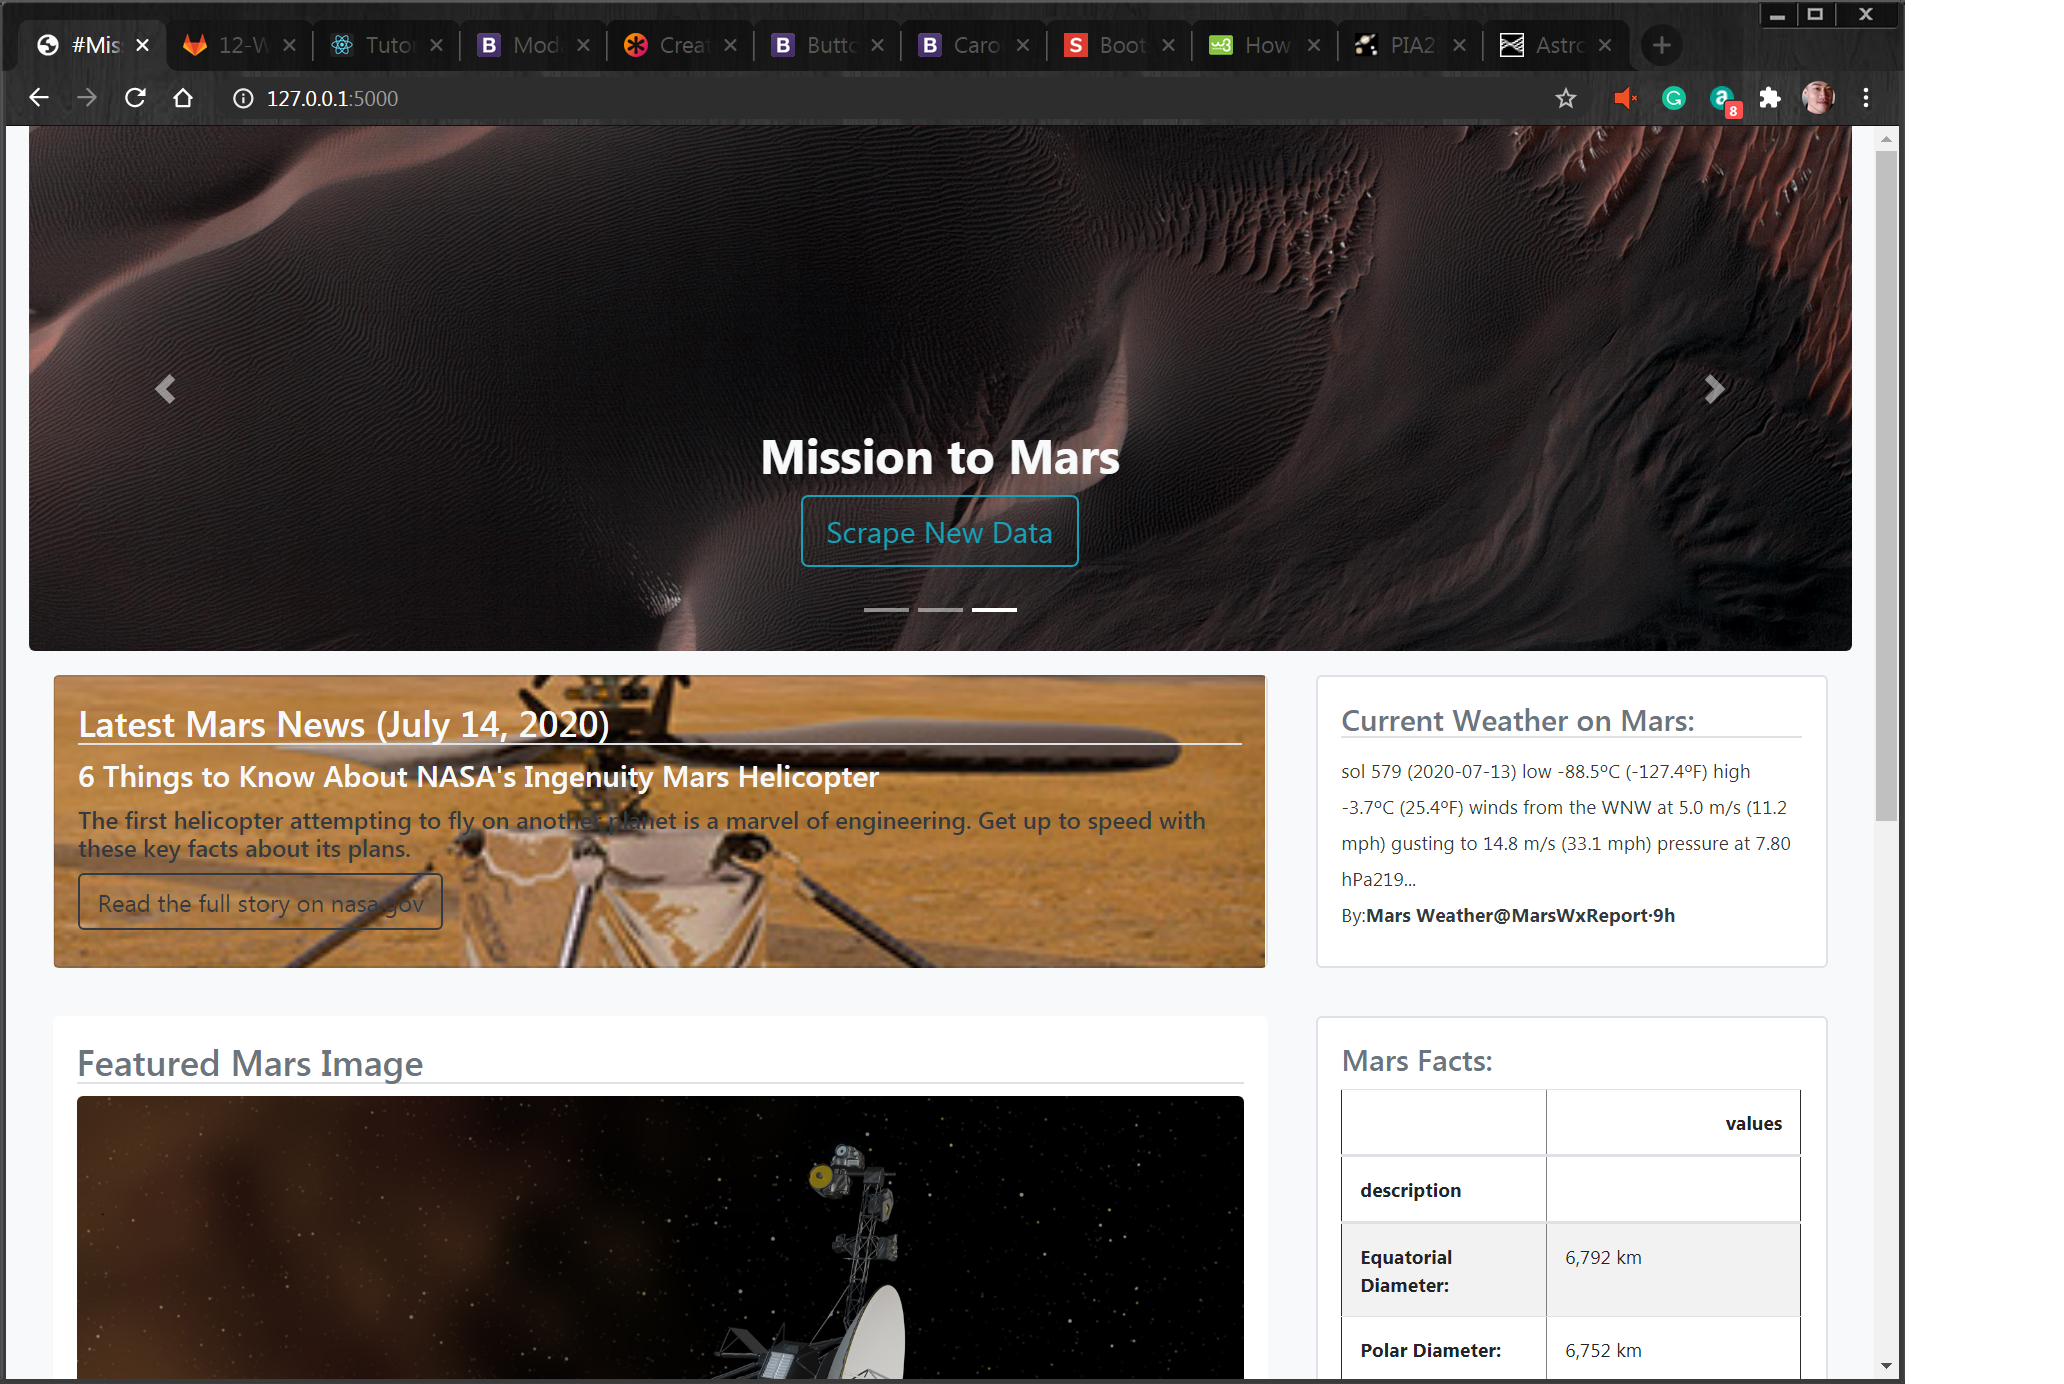 #Mis
12-W
Tutor
Mod
Creat
Butto
Caro
Boot
How
PIA2
Astro
127.0.0.1:5000
8
Mission to Mars
Scrape New Data
Latest Mars News (July 14, 2020)
6 Things to Know About NASA's Ingenuity Mars Helicopter
The first helicopter attempting to fly on another planet is a marvel of engineering. Get up to speed with
these key facts about its plans.
Read the full story on nasa.gov
Current Weather on Mars:
sol 579 (2020-07-13) low -88.5ºC (-127.4ºF) high
-3.7ºC (25.4ºF) winds from the WNW at 5.0 m/s (11.2
mph) gusting to 14.8 m/s (33.1 mph) pressure at 7.80
hPa219...
By:Mars Weather@MarsWxReport·9h
Featured Mars Image
Mars Facts:
values
description
Equatorial 6,792 km
Diameter:
Polar Diameter: 6,752 km